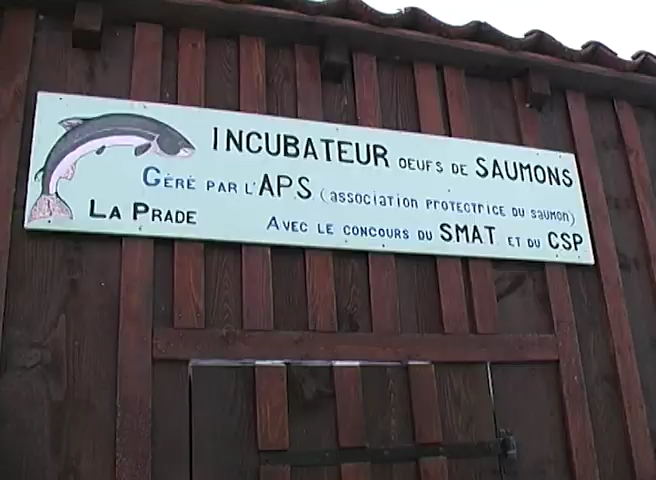 INCUBATEUR OEUFS DE SAUMONS
GÉRÉ PAR L'APS (ASSOCIATION PROTECTRICE DU SAUMON)
LA PRADE
AVEC LE CONCOURS DU SMAT ET DU CSP